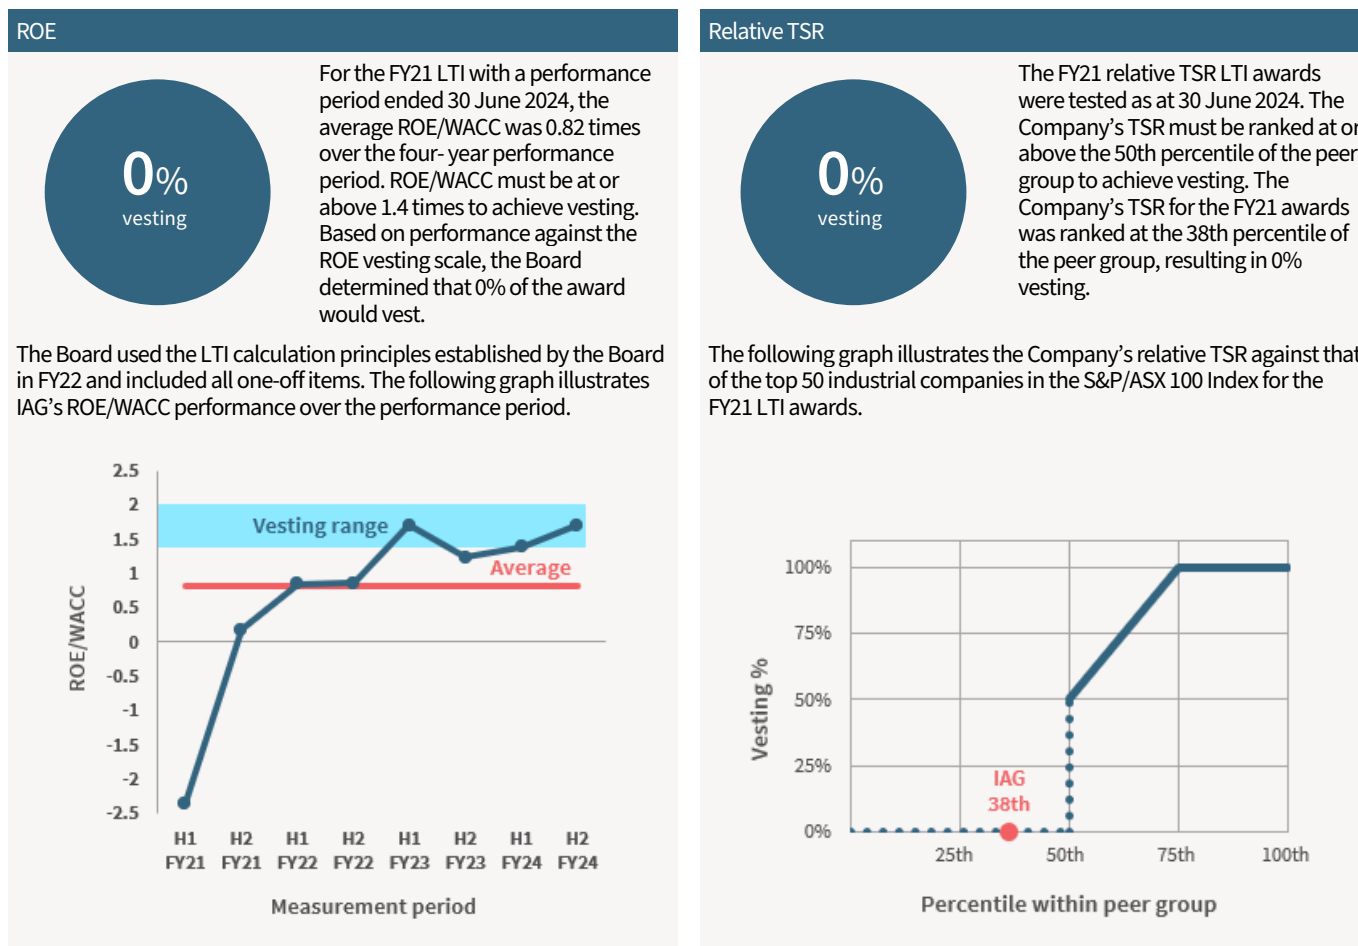 ROE
0%
vesting
For the FY21 LTI with a performance
period ended 30 June 2024, the
average ROE/WACC was 0.82 times
over the four- year performance
period. ROE/WACC must be at or
above 1.4 times to achieve vesting.
Based on performance against the
ROE vesting scale, the Board
determined that 0% of the award
would vest.
The Board used the LTI calculation principles established by the Board
in FY22 and included all one-off items. The following graph illustrates
IAG's ROE/WACC performance over the performance period.
2.5
2
1.5
1
0.5
0
-0.5
-1
-1.5
-2
-2.5
ROE/WACC
Vesting range
Average
H1 H2 H1 H2 H1 H2 H1 H2
FY21 FY21 FY22 FY22 FY23 FY23 FY24 FY24
Measurement period
Relative TSR
0%
vesting
The FY21 relative TSR LTI awards
were tested as at 30 June 2024. The
Company's TSR must be ranked at or
above the 50th percentile of the peer
group to achieve vesting. The
Company's TSR for the FY21 awards
was ranked at the 38th percentile of
the peer group, resulting in 0%
vesting.
The following graph illustrates the Company's relative TSR against that
of the top 50 industrial companies in the S&P/ASX 100 Index for the
FY21 LTI awards.
100%
75%
50%
25%
0%
Vesting %
IAG
38th
25th 50th 75th 100th
Percentile within peer group